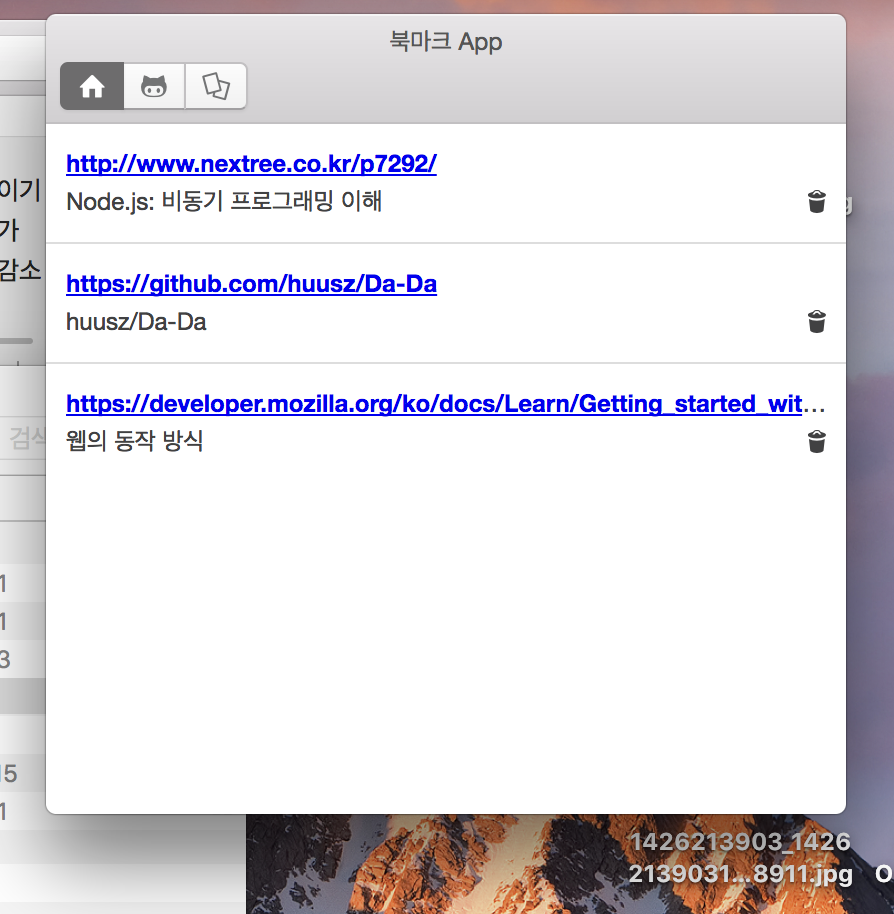 북마크 App
http://www.nextree.co.kr/p7292/
Node.js: 비동기 프로그래밍 이해
https://github.com/huusz/Da-Da
huusz/Da-Da
https://developer.mozilla.org/ko/docs/Learn/Getting_started_wit...
웹의 동작 방식
이기
가
감소
검색
1
1
3
15
1
g
1426213903_1426
2139031...8911.jpg
O